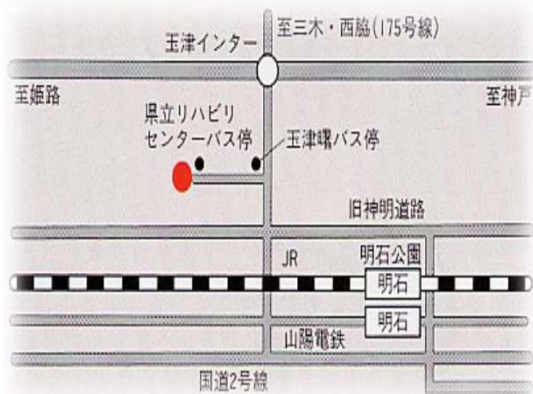 至三木・西脇(175号線)
玉津インター
至姫路
至神戸
県立リハビリ
センターバス停
玉津曙バス停
旧神明道路
JR
明石公園
明石
明石
山陽電鉄
国道2号線